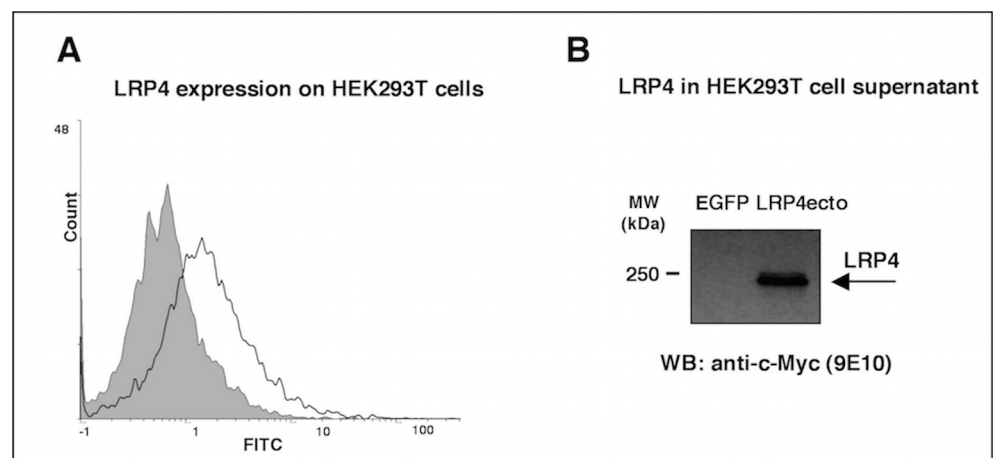 A
LRP4 expression on HEK293T cells
48
Count
-1 1 10 100
FITC
B
LRP4 in HEK293T cell supernatant
MW
(kDa)
EGFP LRP4ecto
250
LRP4
WB: anti-c-Myc (9E10)